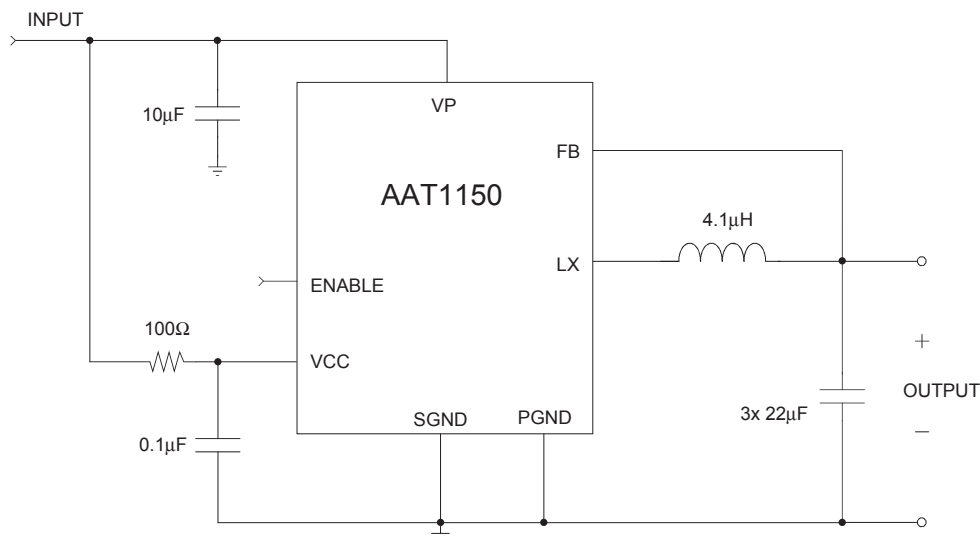 INPUT
10μF
VP
FB
AAT1150
4.1μH
LX
ENABLE
100Ω
VCC
+
OUTPUT
3x 22μF
−
SGND
PGND
0.1μF